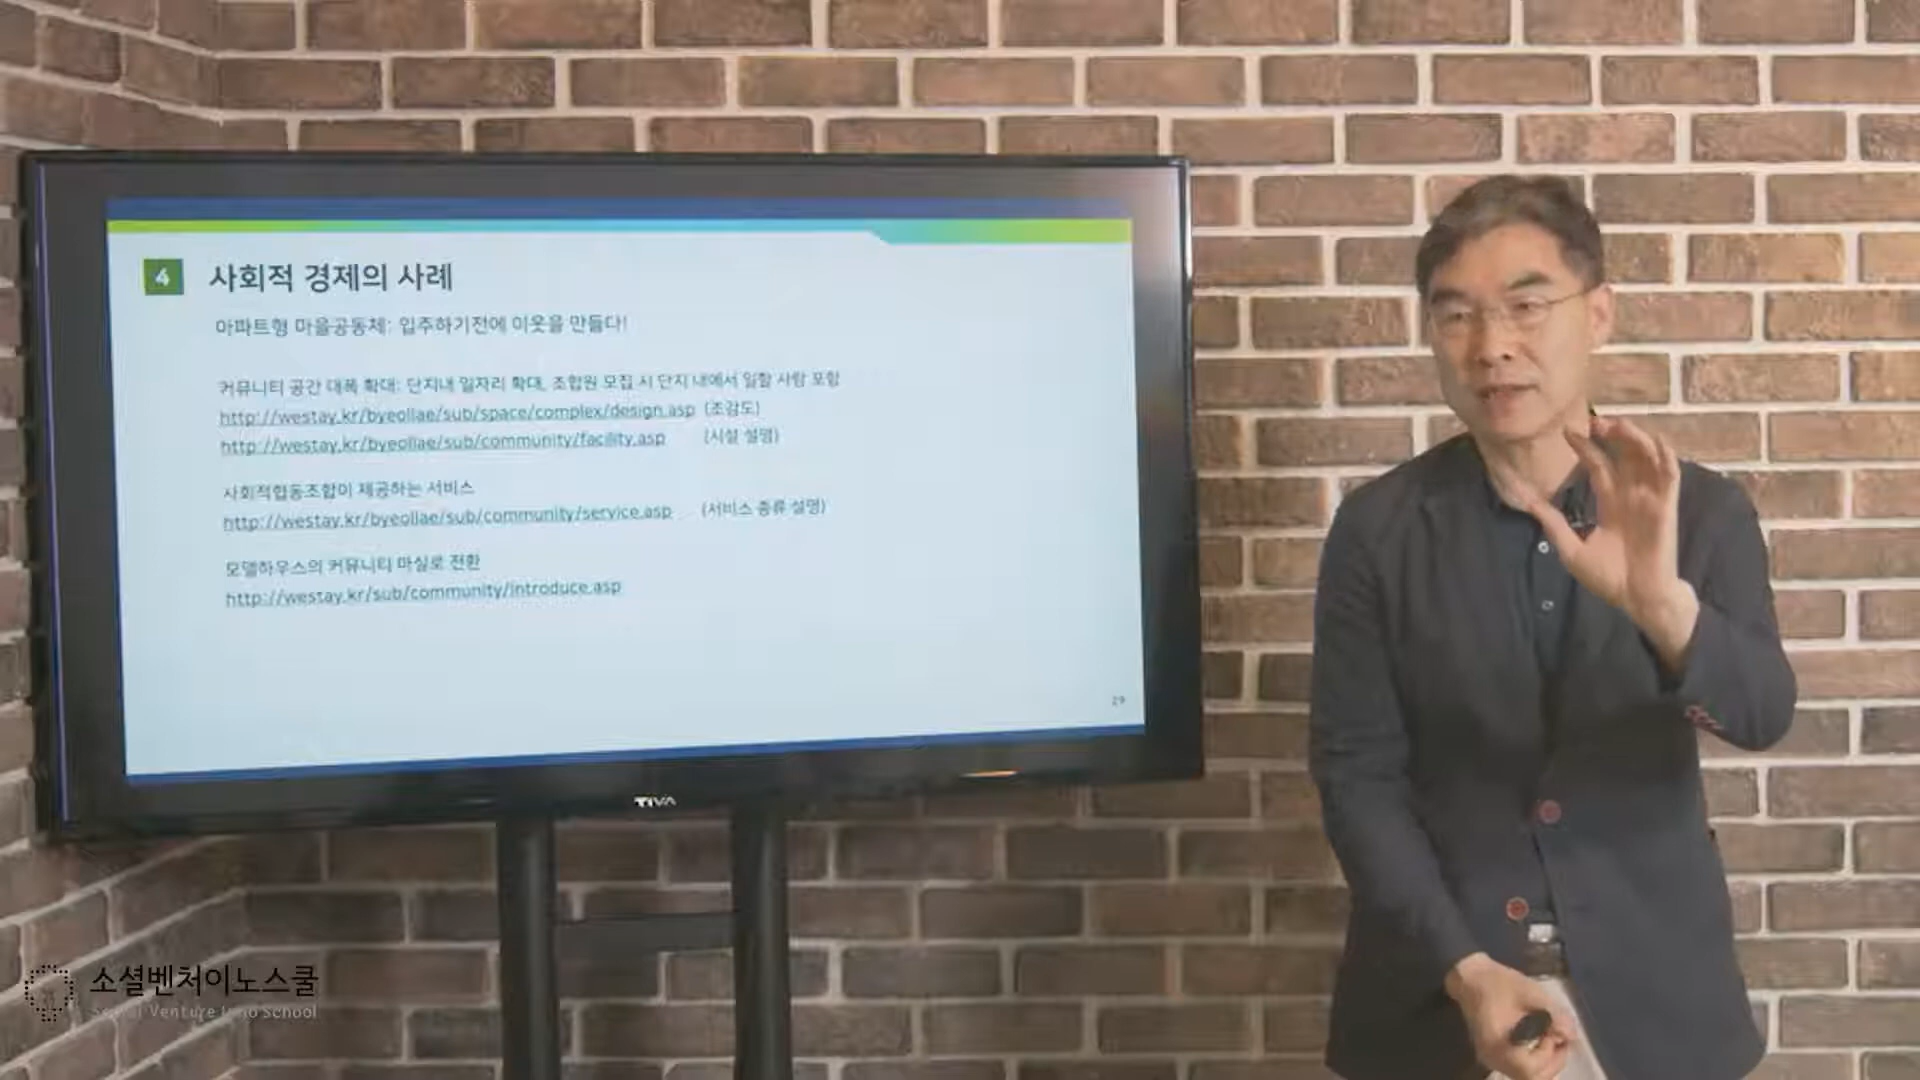 4 사회적 경제의 사례
아파트형 마을공동체: 입주하기전에 이웃을 만들다!
커뮤니티 공간 대폭 확대: 단지내 일자리 확대, 조합원 모집 시 단지 내에서 일할 사람 포함
http://westay.kr/byeollae/sub/space/complex/design.asp (조감도)
http://westay.kr/byeollae/sub/community/facility.asp (시설 설명)
사회적협동조합이 제공하는 서비스
http://westay.kr/byeollae/sub/community/service.asp (서비스 종류 설명)
모델하우스의 커뮤니티 마실로 전환
http://westay.kr/sub/community/introduce.asp
29
TIVA
소셜벤처이노스쿨
Social Venture Inno School